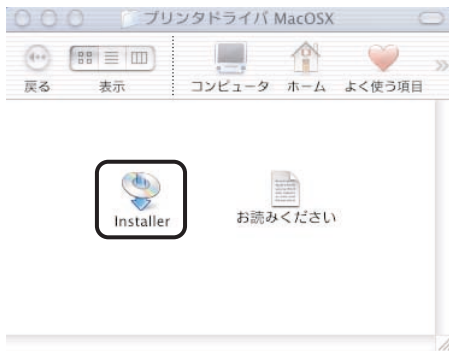 プリンタドライバ MacOSX
戻る 表示 コンピュータ ホーム よく使う項目
Installer お読みください